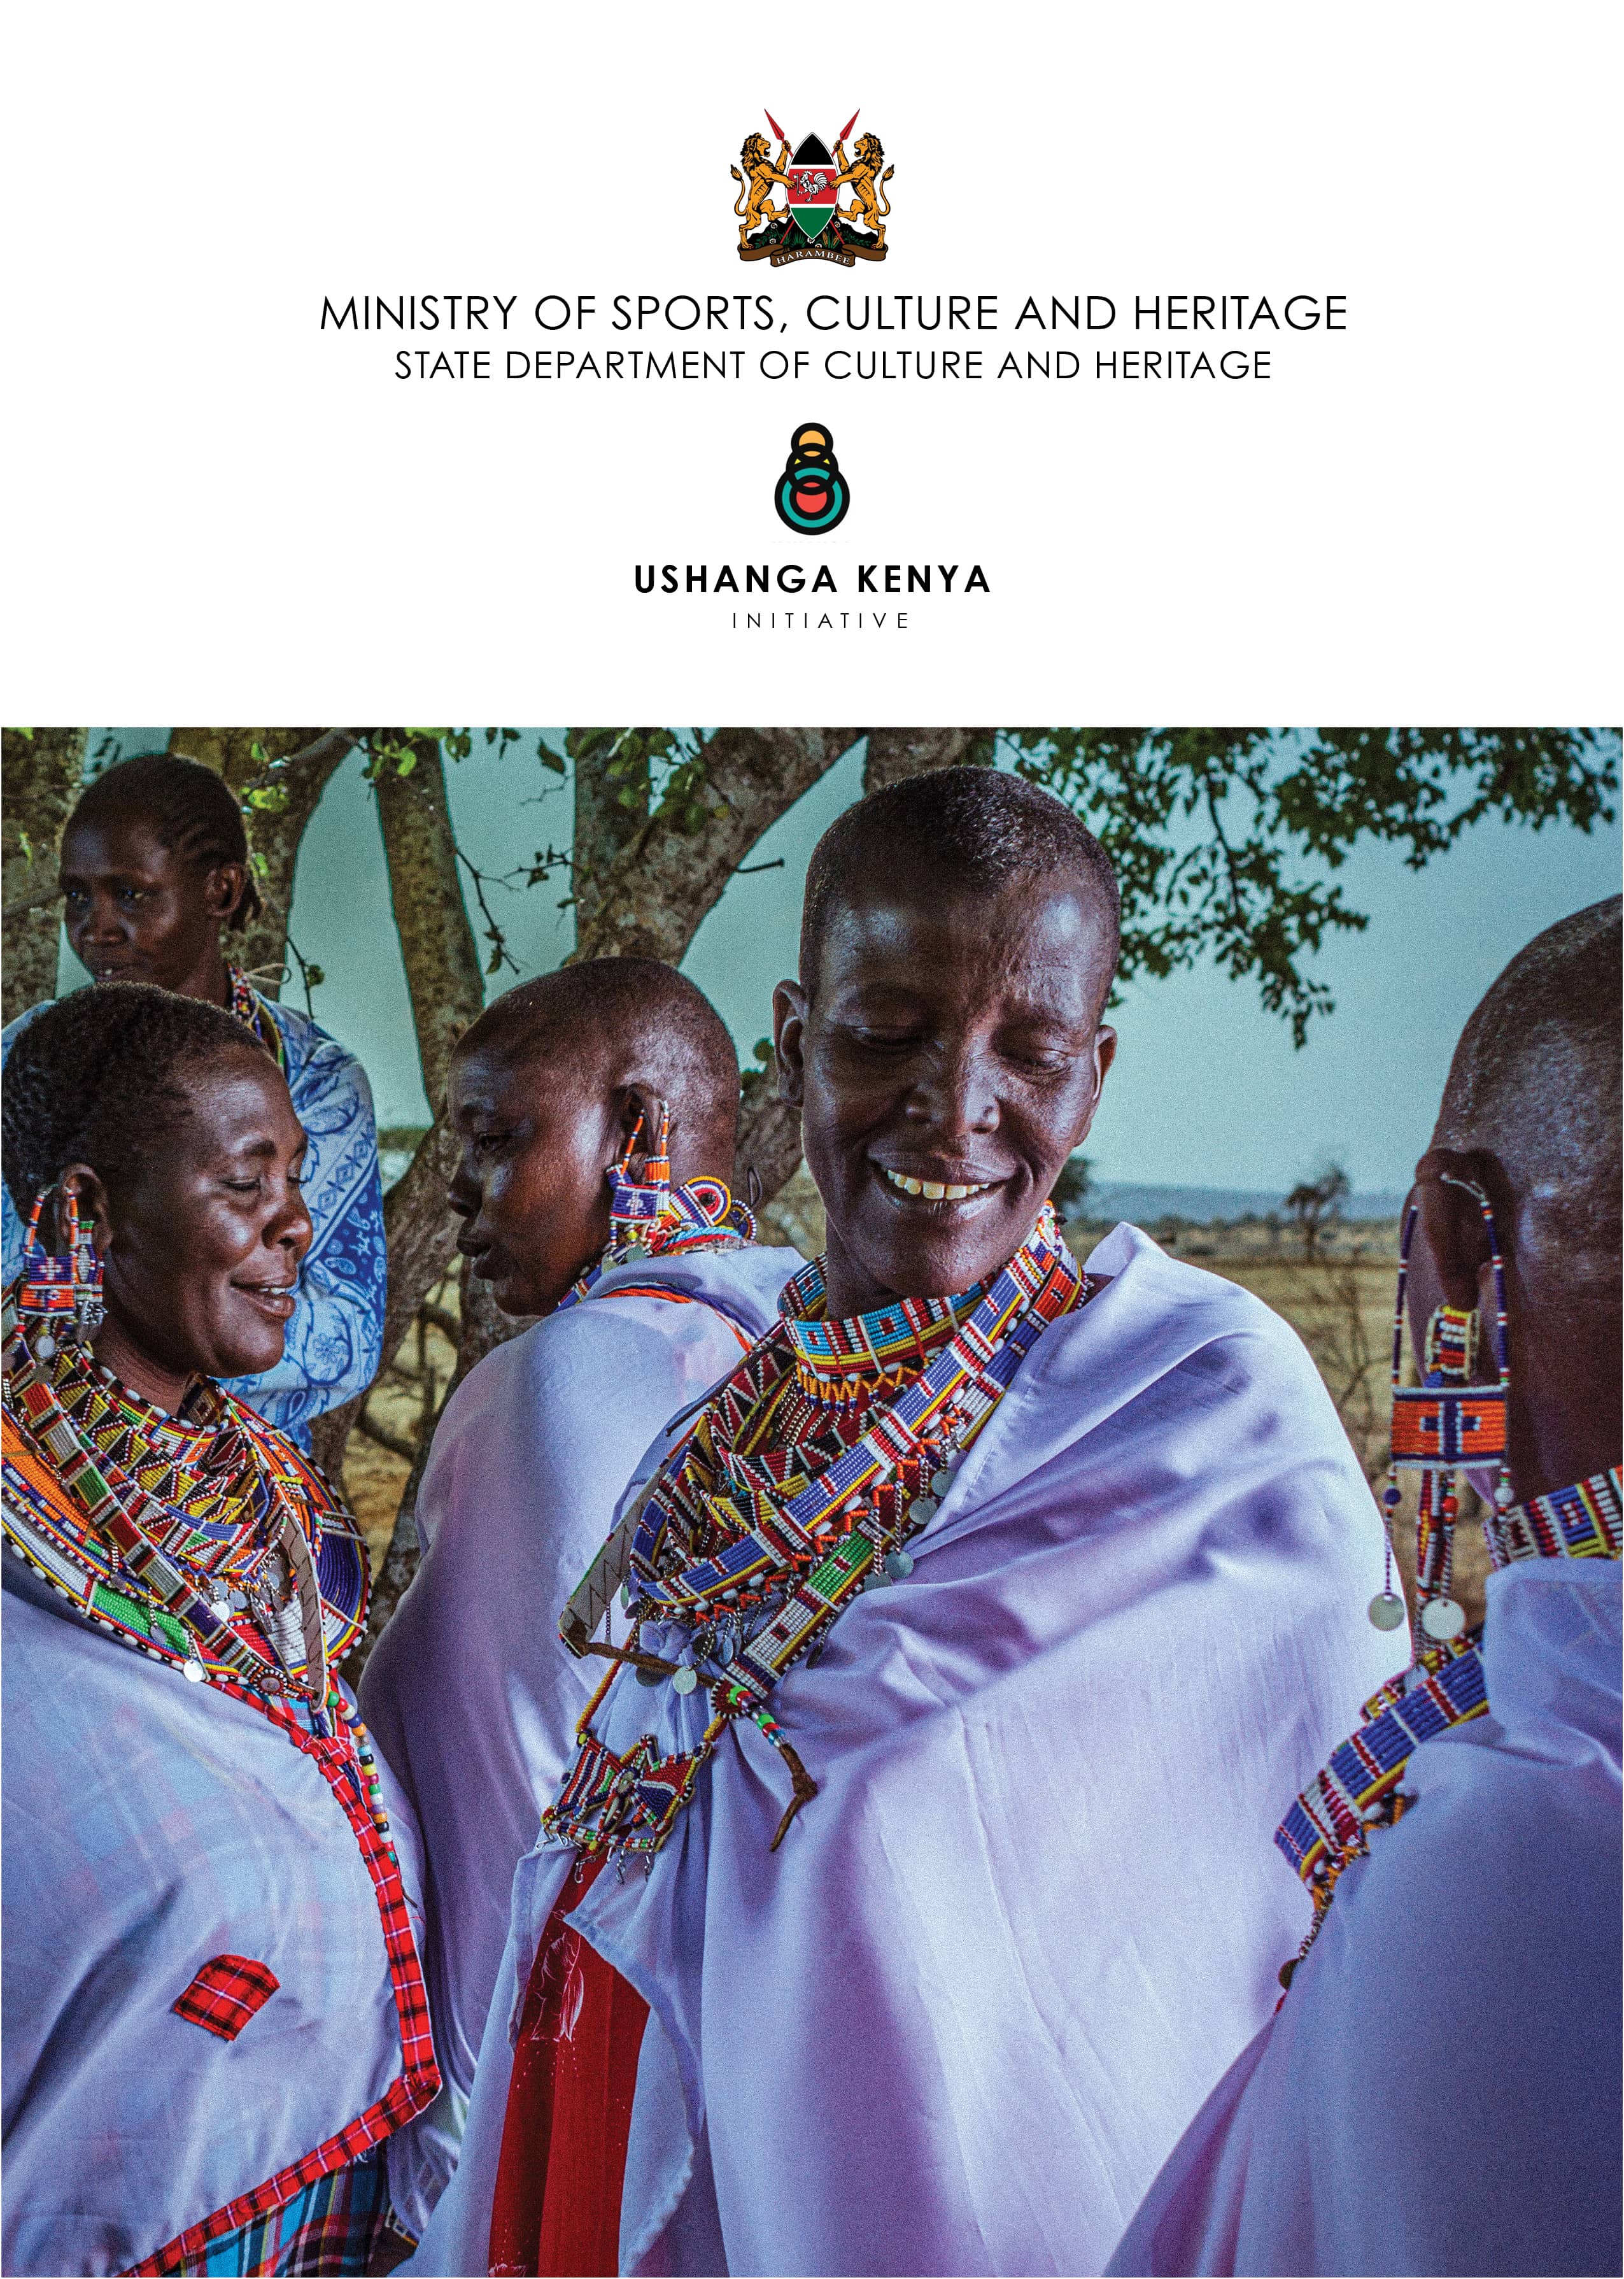 HARAMBEE
MINISTRY OF SPORTS, CULTURE AND HERITAGE
STATE DEPARTMENT OF CULTURE AND HERITAGE
USHANGA KENYA
INITIATIVE